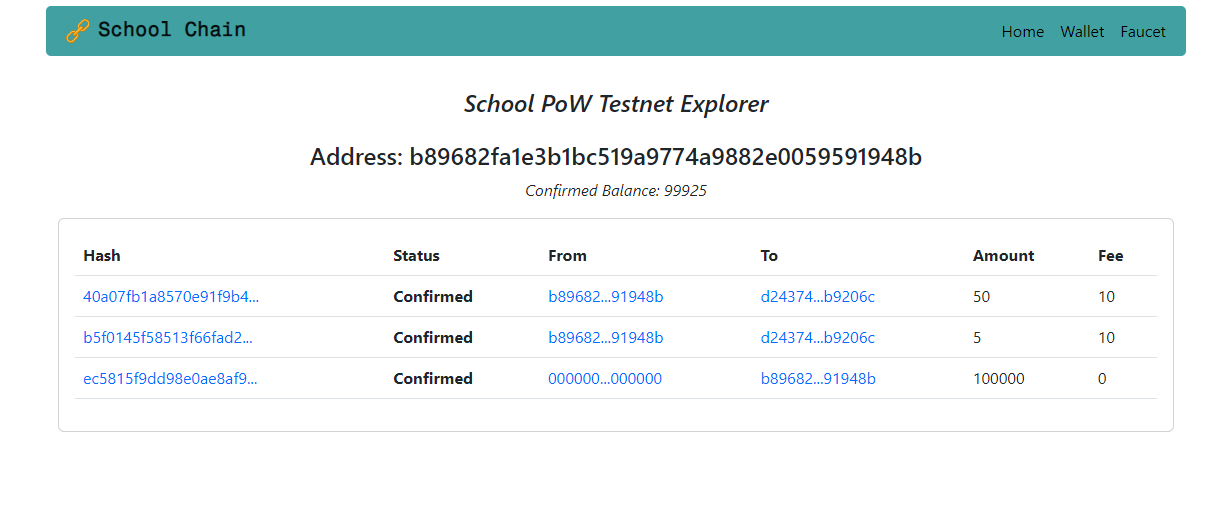 School Chain Home Wallet Faucet
School PoW Testnet Explorer
Address: b89682fa1e3b1bc519a9774a9882e0059591948b
Confirmed Balance: 99925
Hash Status From To Amount Fee
40a07fb1a8570e91f9b4... Confirmed b89682...91948b d24374...b9206c 50 10
b5f0145f58513f66fad2... Confirmed b89682...91948b d24374...b9206c 5 10
ec5815f9dd98e0ae8af9... Confirmed 000000...000000 b89682...91948b 100000 0